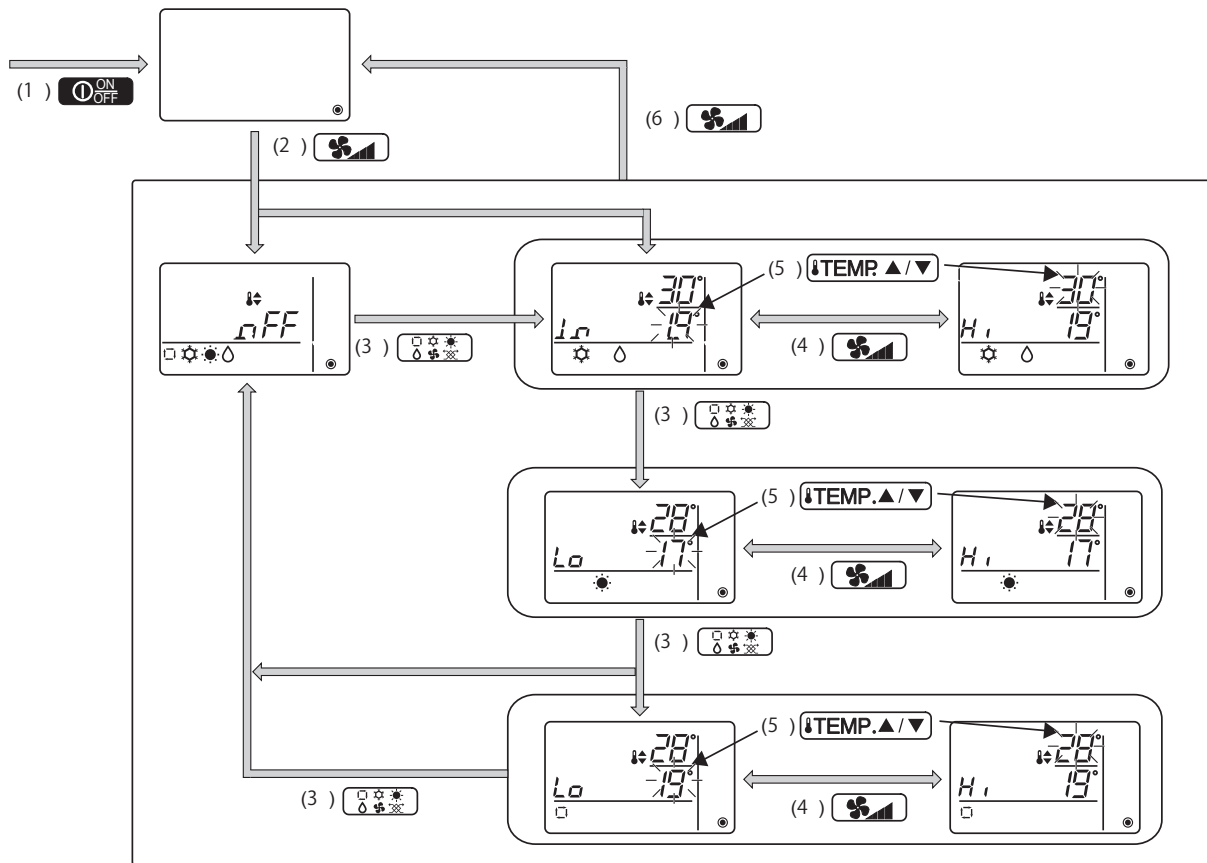 (1 ) ON
OFF
(2 )
(6 )
30°
19°
(5 ) TEMP. ▲/▼
30°
Hi 19°
oFF
(3 )
(4 )
(3 )
28°
Lo 17°
(5 ) TEMP.▲/▼
28°
Hi 17°
(4 )
(3 )
28°
Lo 19°
(5 ) TEMP.▲/▼
28°
Hi 19°
(3 )
(4 )